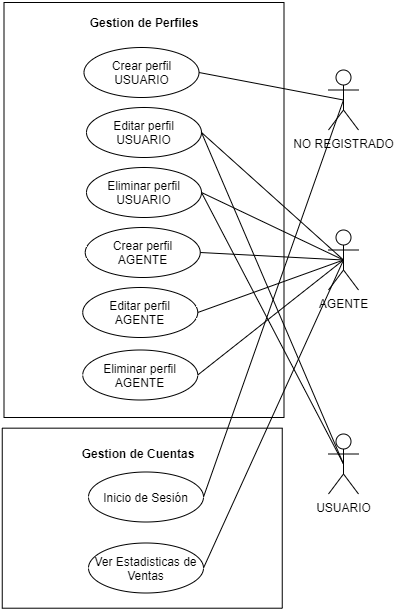 Gestion de Perfiles
Crear perfil
USUARIO
NO REGISTRADO
Editar perfil
USUARIO
Eliminar perfil
USUARIO
Crear perfil
AGENTE
AGENTE
Editar perfil
AGENTE
Eliminar perfil
AGENTE
Gestion de Cuentas
Inicio de Sesión
USUARIO
Ver Estadisticas de
Ventas